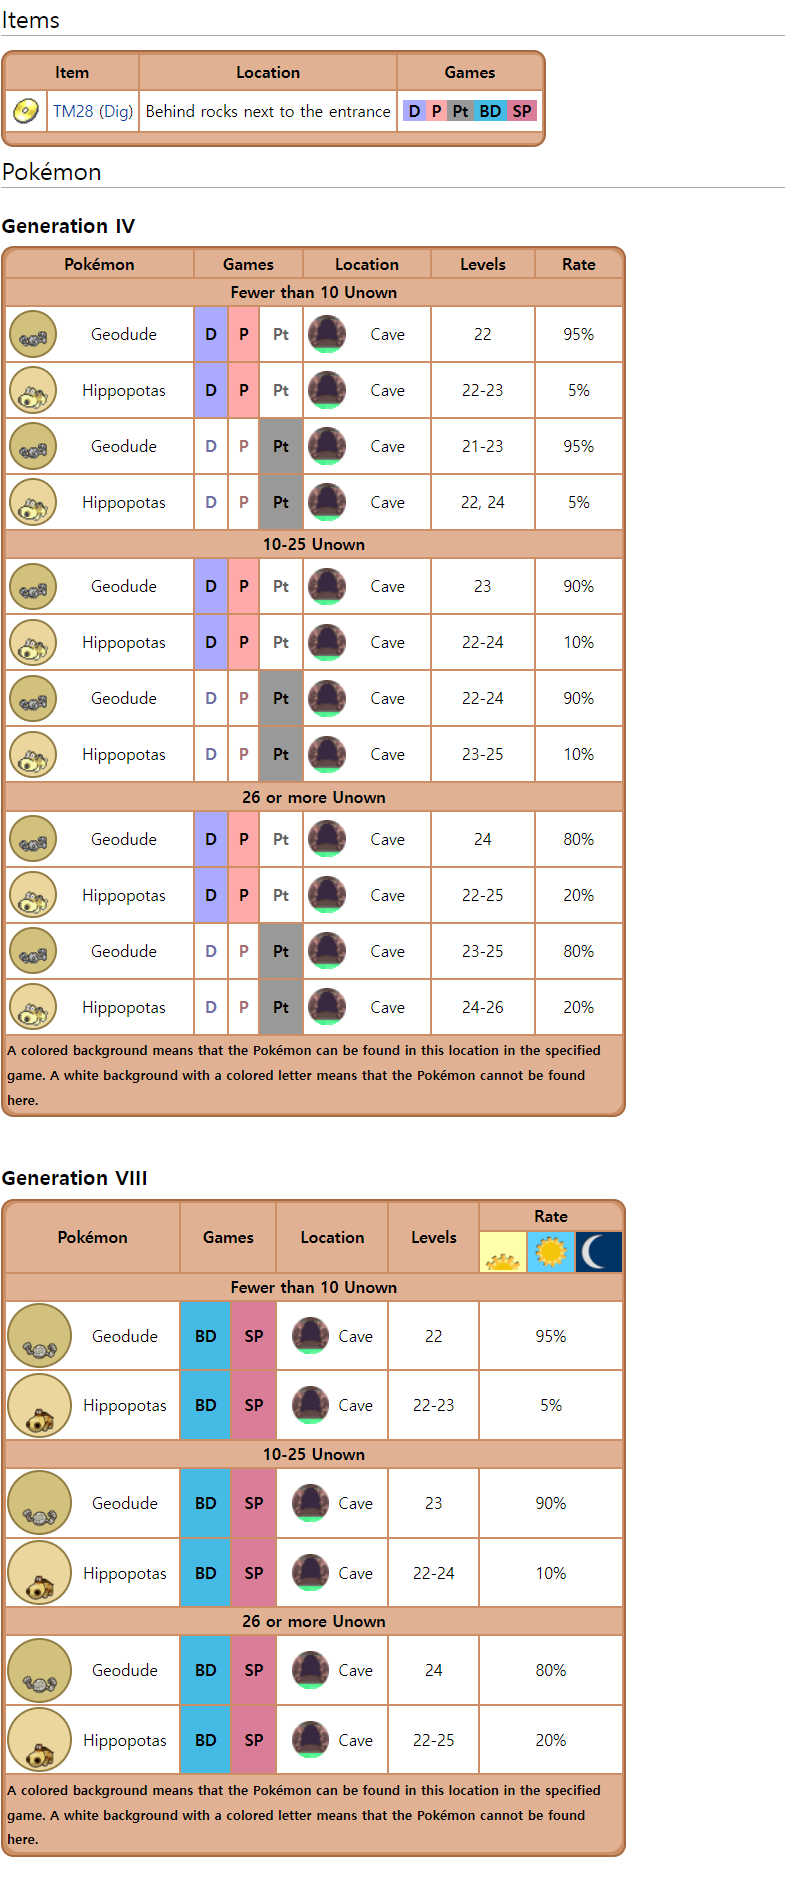 Items
Item Location Games
TM28 (Dig) Behind rocks next to the entrance D P Pt BD SP
Pokémon
Generation IV
Pokémon Games Location Levels Rate
Fewer than 10 Unown
Geodude D P Pt Cave 22 95%
Hippopotas D P Pt Cave 22-23 5%
Geodude D P Pt Cave 21-23 95%
Hippopotas D P Pt Cave 22, 24 5%
10-25 Unown
Geodude D P Pt Cave 23 90%
Hippopotas D P Pt Cave 22-24 10%
Geodude D P Pt Cave 22-24 90%
Hippopotas D P Pt Cave 23-25 10%
26 or more Unown
Geodude D P Pt Cave 24 80%
Hippopotas D P Pt Cave 22-25 20%
Geodude D P Pt Cave 23-25 80%
Hippopotas D P Pt Cave 24-26 20%
A colored background means that the Pokémon can be found in this location in the specified
game. A white background with a colored letter means that the Pokémon cannot be found
here.
Generation VIII
Pokémon Games Location Levels Rate
Fewer than 10 Unown
Geodude BD SP Cave 22 95%
Hippopotas BD SP Cave 22-23 5%
10-25 Unown
Geodude BD SP Cave 23 90%
Hippopotas BD SP Cave 22-24 10%
26 or more Unown
Geodude BD SP Cave 24 80%
Hippopotas BD SP Cave 22-25 20%
A colored background means that the Pokémon can be found in this location in the specified
game. A white background with a colored letter means that the Pokémon cannot be found
here.